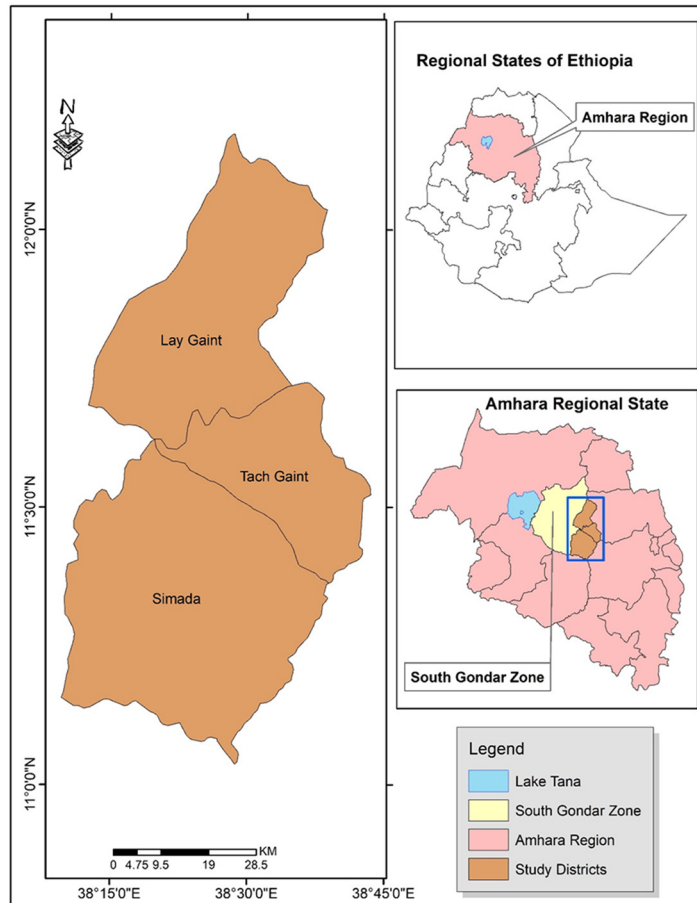 N
12°0'0"N
11°30'0"N
11°0'0"N
Lay Gaint
Tach Gaint
Simada
KM
0 4.75 9.5 19 28.5
38°15'0"E 38°30'0"E 38°45'0"E
Regional States of Ethiopia
Amhara Region
Amhara Regional State
South Gondar Zone
Legend
Lake Tana
South Gondar Zone
Amhara Region
Study Districts